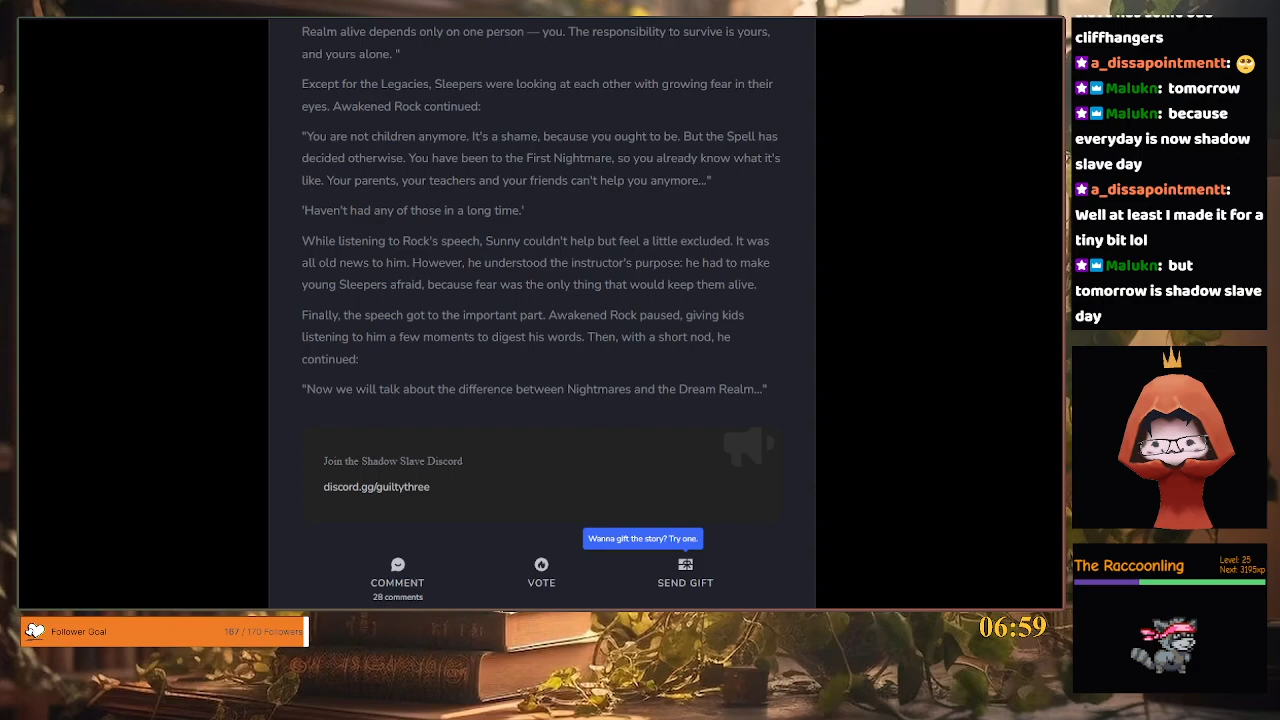 Realm alive depends only on one person — you. The responsibility to survive is yours,
and yours alone. "
Except for the Legacies, Sleepers were looking at each other with growing fear in their
eyes. Awakened Rock continued:
"You are not children anymore. It's a shame, because you ought to be. But the Spell has
decided otherwise. You have been to the First Nightmare, so you already know what it's
like. Your parents, your teachers and your friends can't help you anymore..."
'Haven't had any of those in a long time.'
While listening to Rock's speech, Sunny couldn't help but feel a little excluded. It was
all old news to him. However, he understood the instructor's purpose: he had to make
young Sleepers afraid, because fear was the only thing that would keep them alive.
Finally, the speech got to the important part. Awakened Rock paused, giving kids
listening to him a few moments to digest his words. Then, with a short nod, he
continued:
"Now we will talk about the difference between Nightmares and the Dream Realm..."
Join the Shadow Slave Discord
discord.gg/guiltythree
Wanna gift the story? Try one.
COMMENT
28 comments
VOTE
SEND GIFT
cliffhangers
a_dissapointmentt:
Malukn: tomorrow
Malukn: because
everyday is now shadow
slave day
a_dissapointmentt:
Well at least I made it for a
tiny bit lol
Malukn: but
tomorrow is shadow slave
day
The Raccoonling
Level: 25
Next: 3195xp
Follower Goal
167 / 170 Followers
06:59